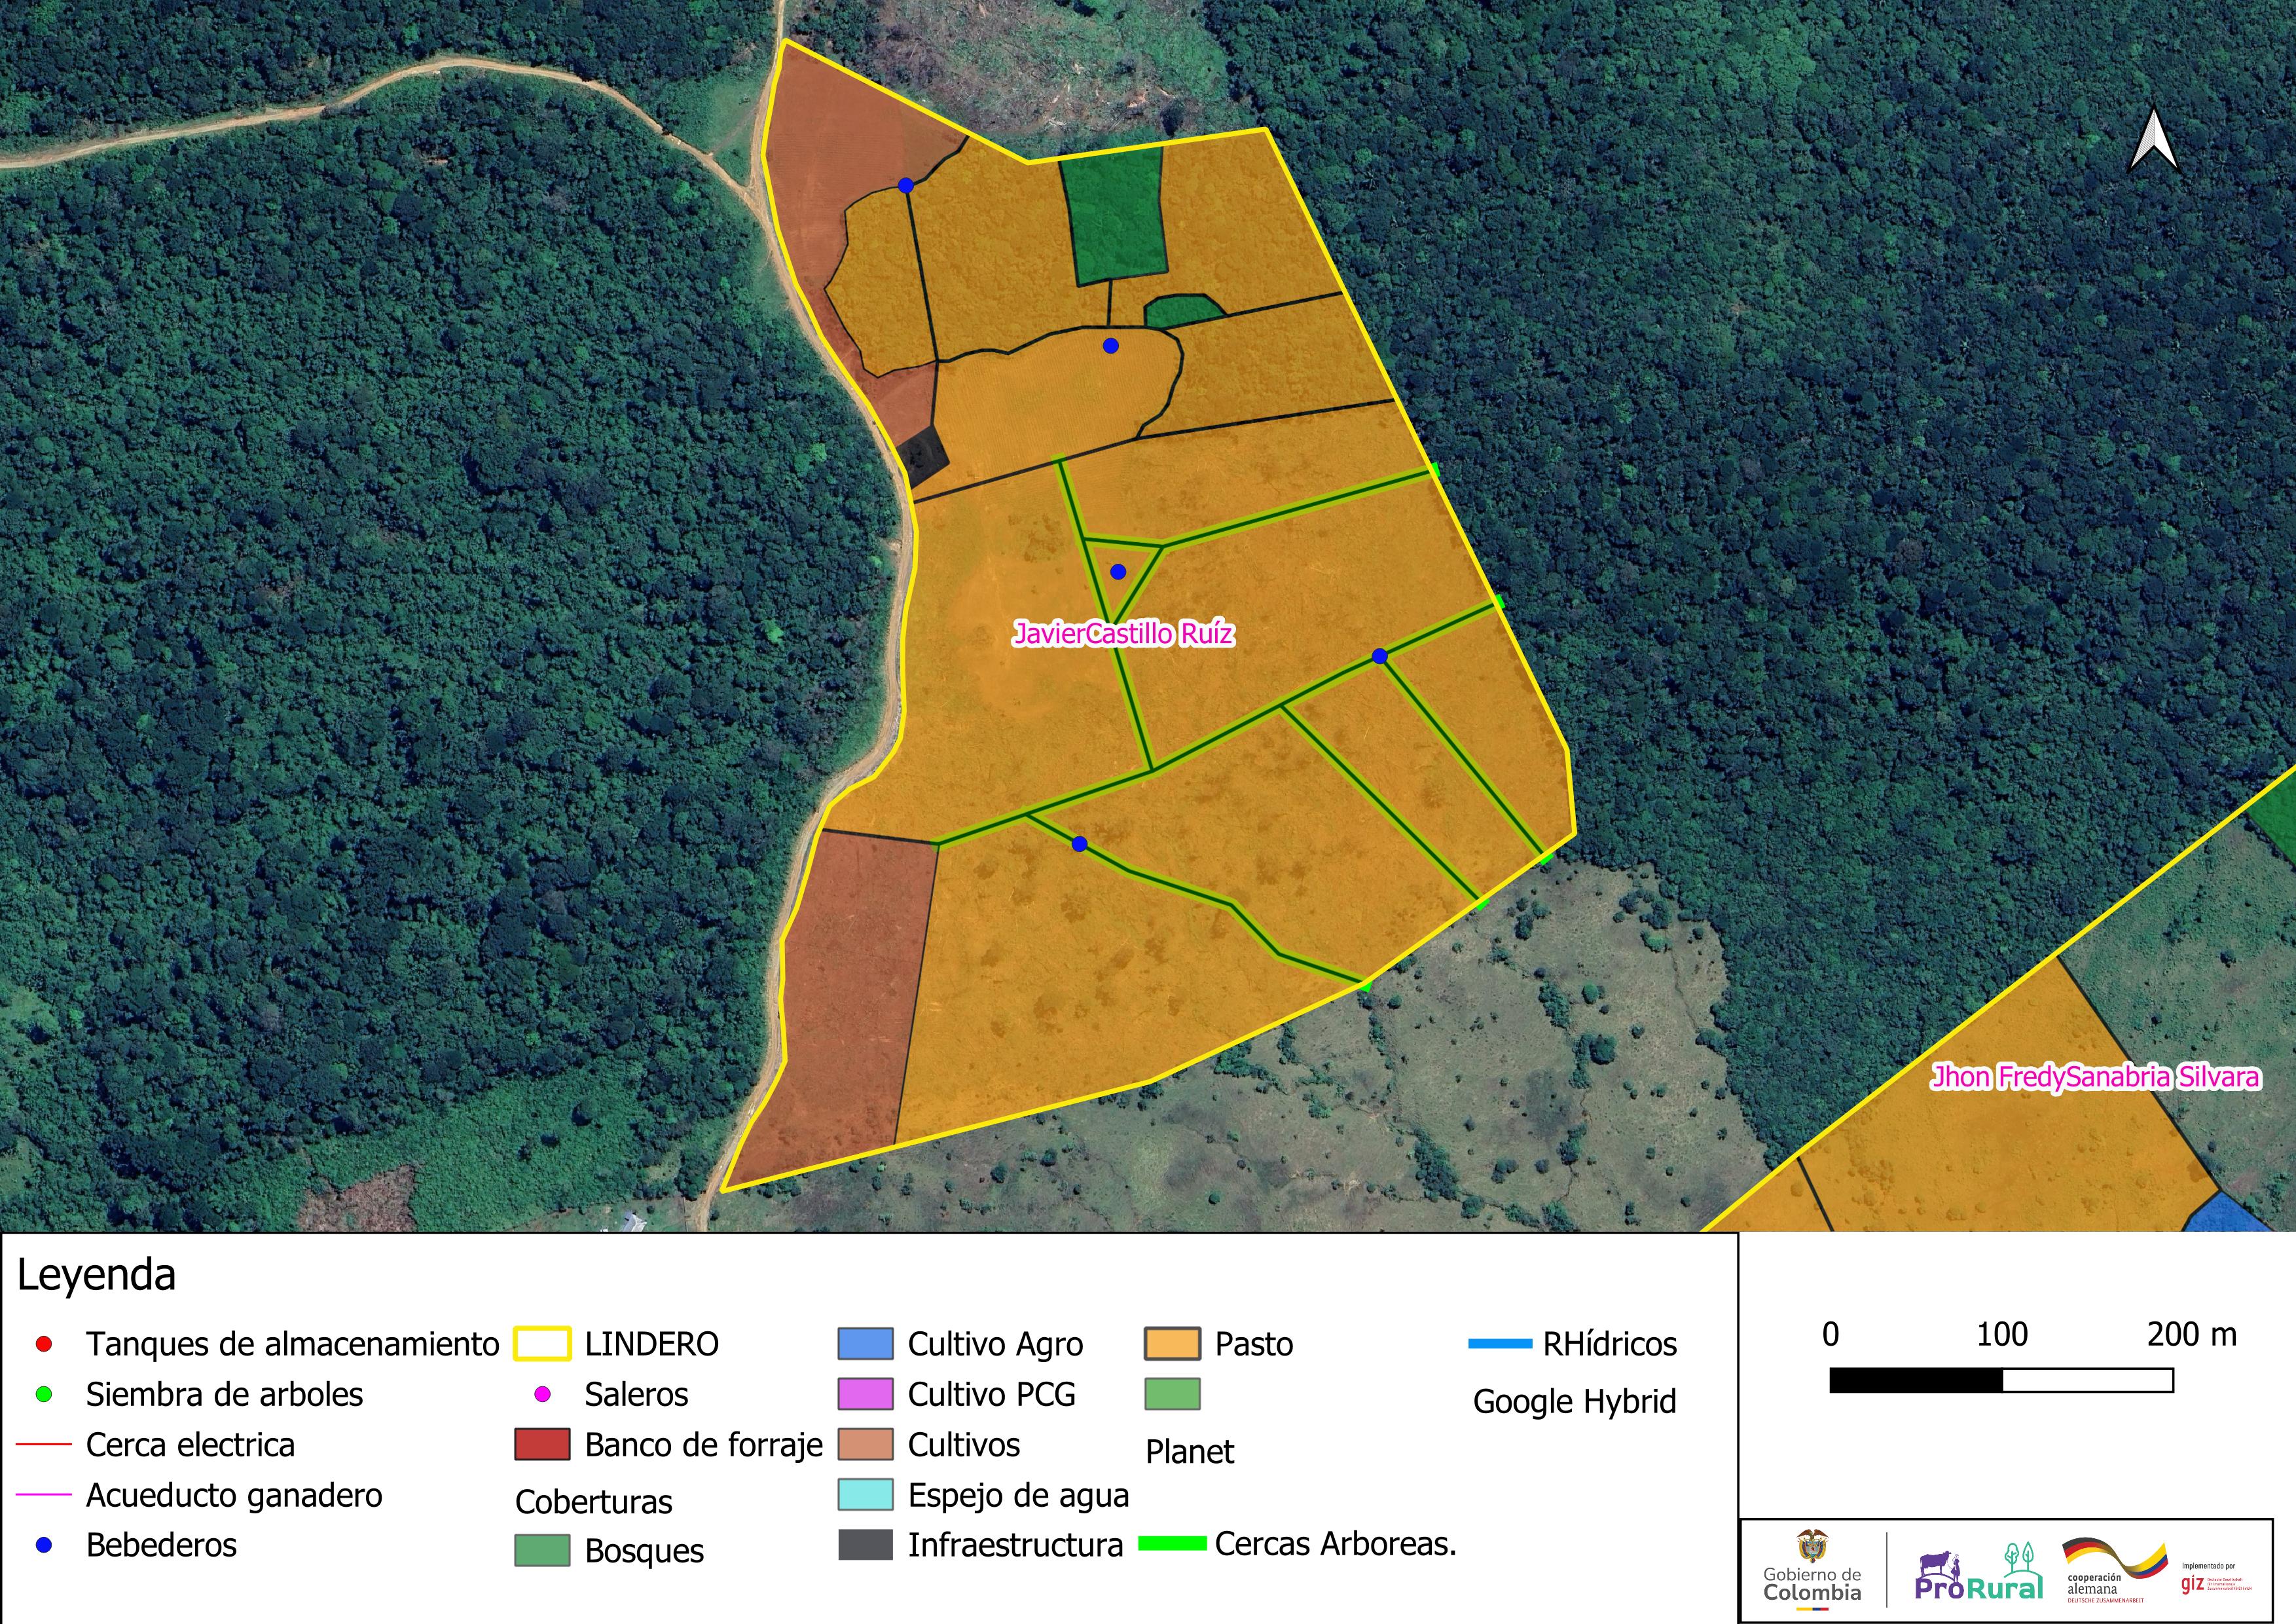 JavierCastillo Ruíz
Jhon FredySanabria Silvara
Leyenda
Tanques de almacenamiento
Siembra de arboles
Cerca electrica
Acueducto ganadero
Bebederos
LINDERO
Saleros
Banco de forraje
Coberturas
Bosques
Cultivo Agro
Cultivo PCG
Cultivos
Espejo de agua
Infraestructura
Pasto
Planet
Cercas Arboreas.
RHídricos
Google Hybrid
0 100 200 m
Gobierno de
Colombia
ProRural
cooperación
alemana
DEUTSCHE ZUSAMMENARBEIT
Implementado por
giz